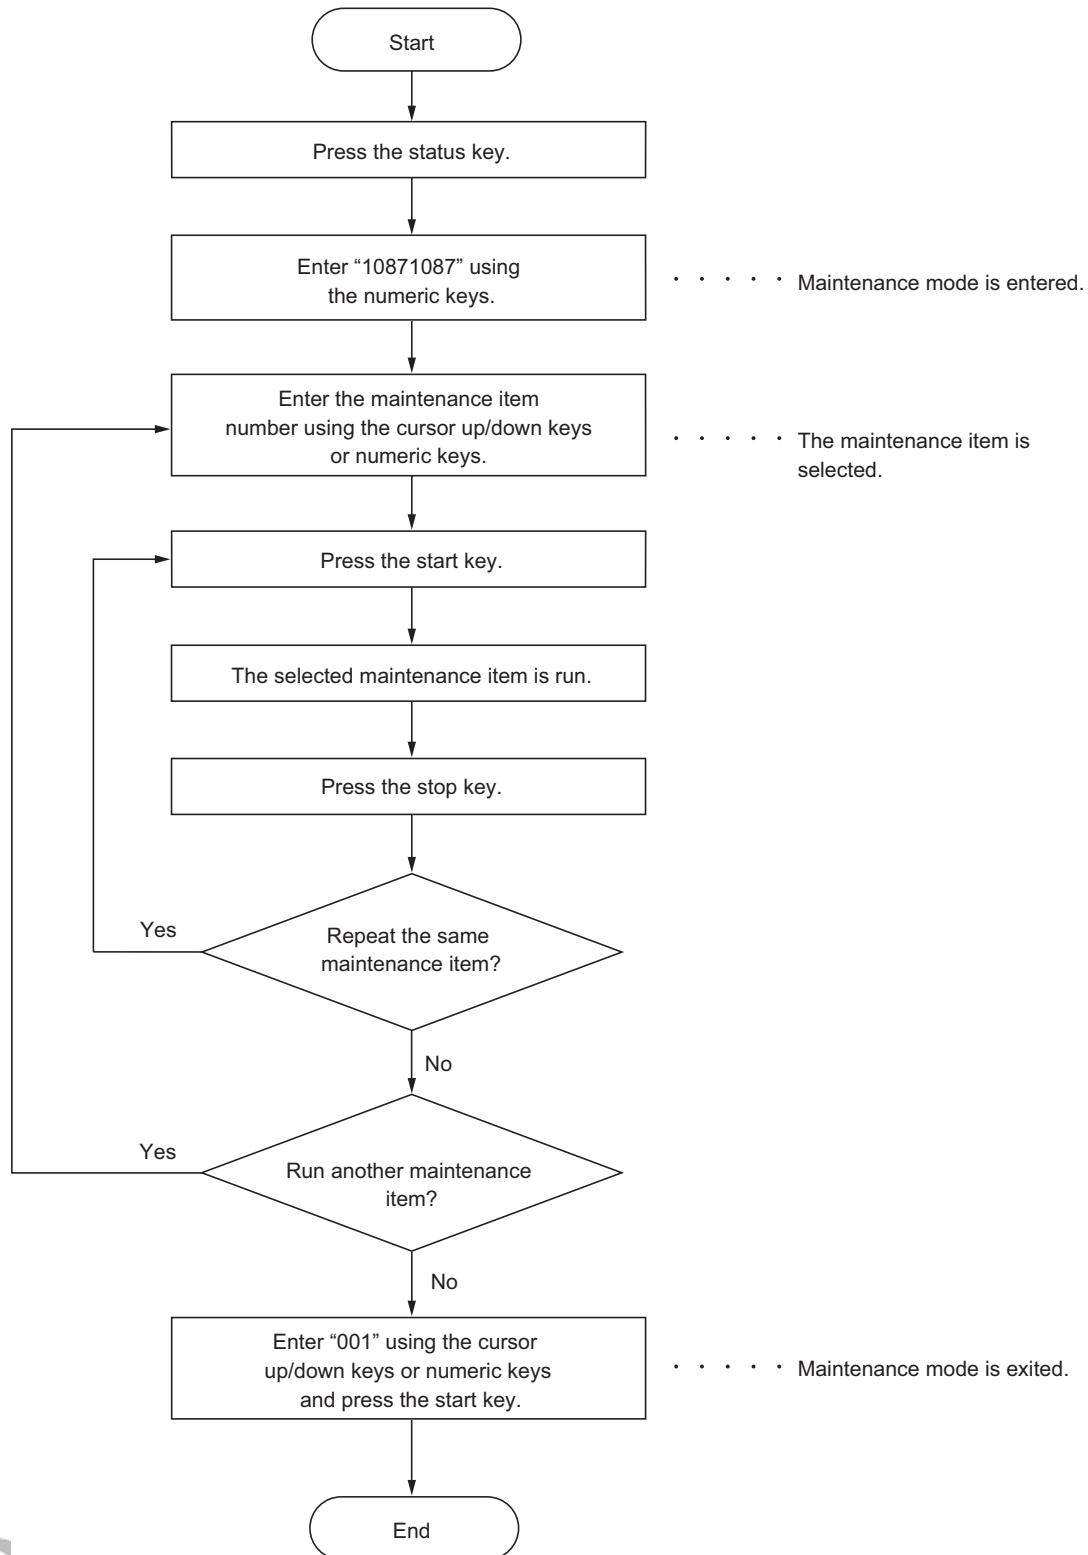 Start
Press the status key.
Enter “10871087” using
the numeric keys.
· · · · · Maintenance mode is entered.
Enter the maintenance item
number using the cursor up/down keys
or numeric keys.
· · · · · The maintenance item is
selected.
Press the start key.
The selected maintenance item is run.
Press the stop key.
Yes
Repeat the same
maintenance item?
No
Yes
Run another maintenance
item?
No
Enter “001” using the cursor
up/down keys or numeric keys
and press the start key.
· · · · · Maintenance mode is exited.
End